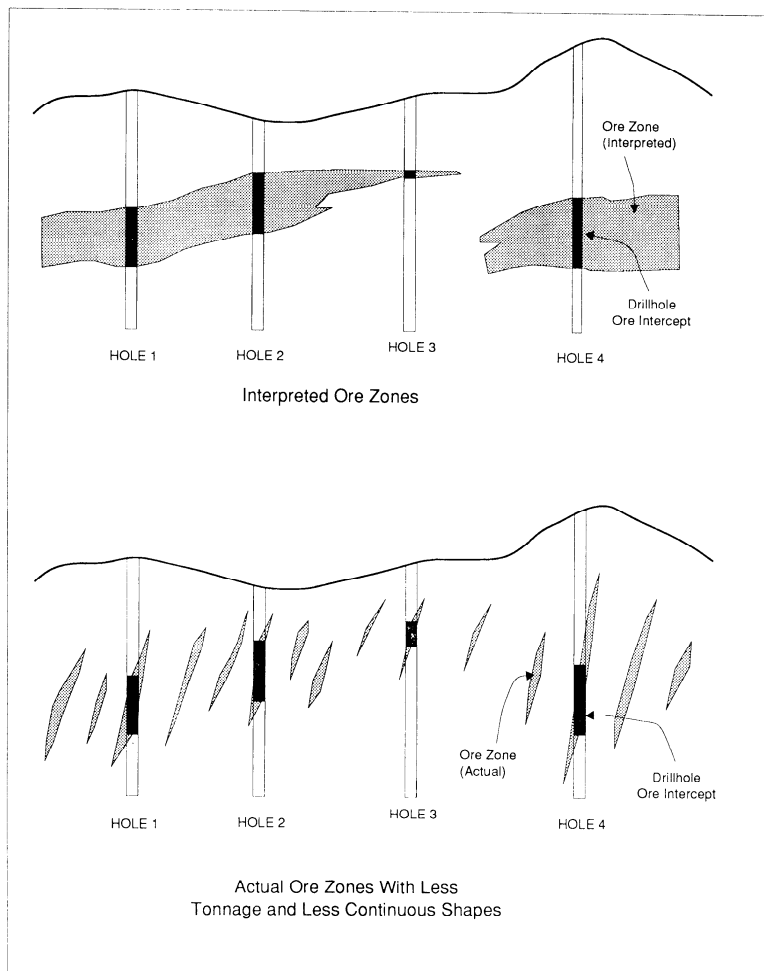 Ore Zone
(Interpreted)
Drillhole
Ore Intercept
HOLE 1
HOLE 2
HOLE 3
HOLE 4
Interpreted Ore Zones
Ore Zone
(Actual)
Drillhole
Ore Intercept
HOLE 1
HOLE 2
HOLE 3
HOLE 4
Actual Ore Zones With Less
Tonnage and Less Continuous Shapes